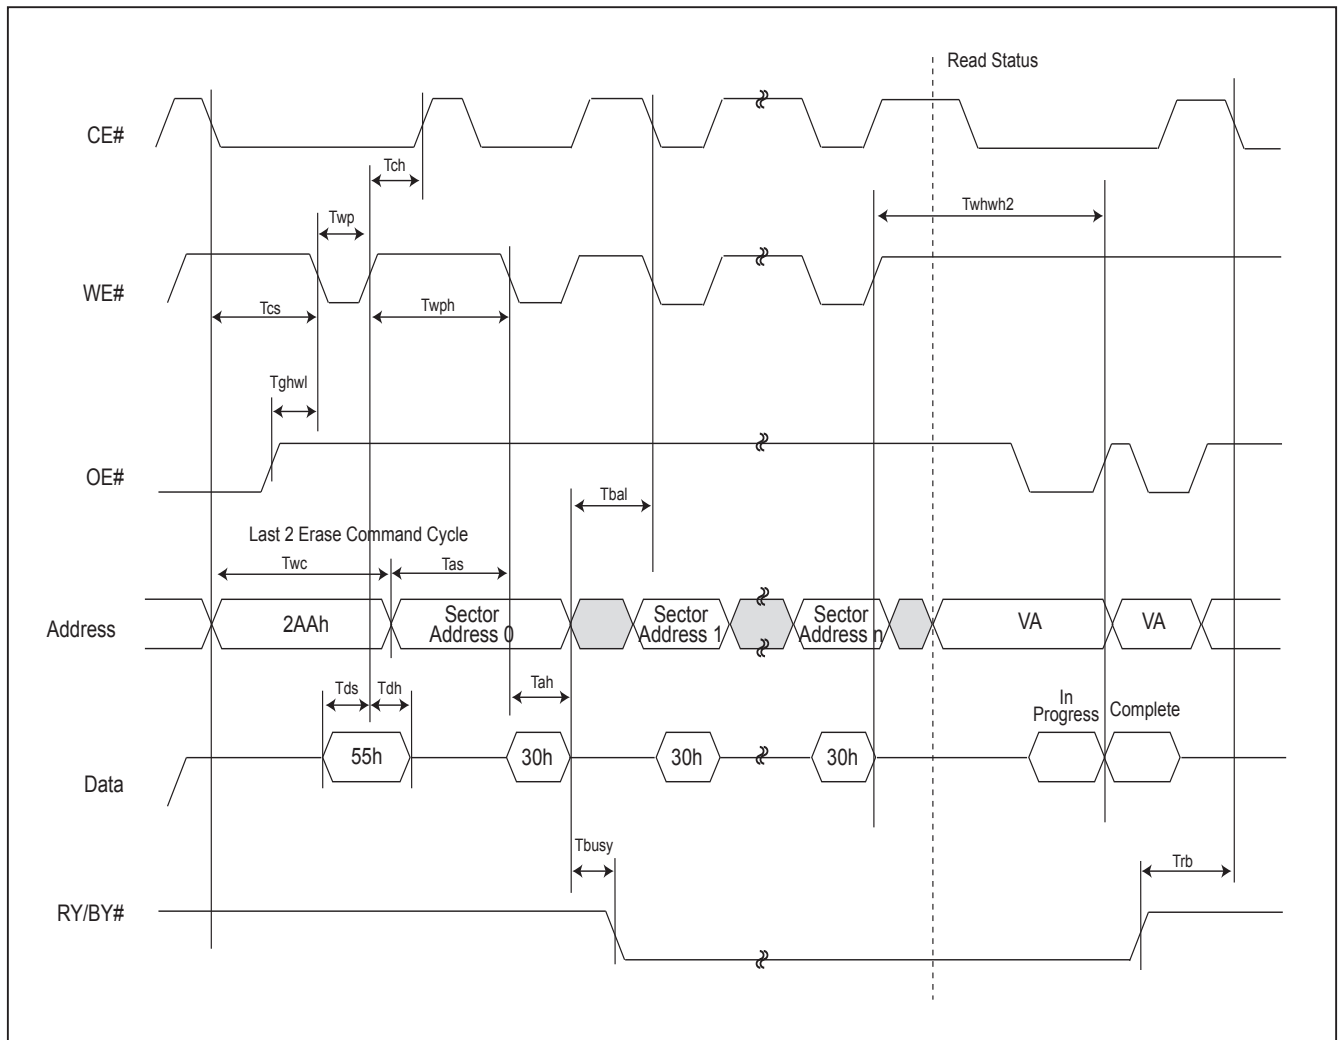 Read Status
CE#
Tch
Twhwh2
Twp
WE#
Tcs
Twph
Tghwl
OE#
Tbal
Last 2 Erase Command Cycle
Twc
Tas
Address
2AAh
Sector
Address 0
Sector
Address 1
Sector
Address n
VA
VA
Tds
Tdh
Tah
In
Progress
Complete
Data
55h
30h
30h
30h
Tbusy
Trb
RY/BY#